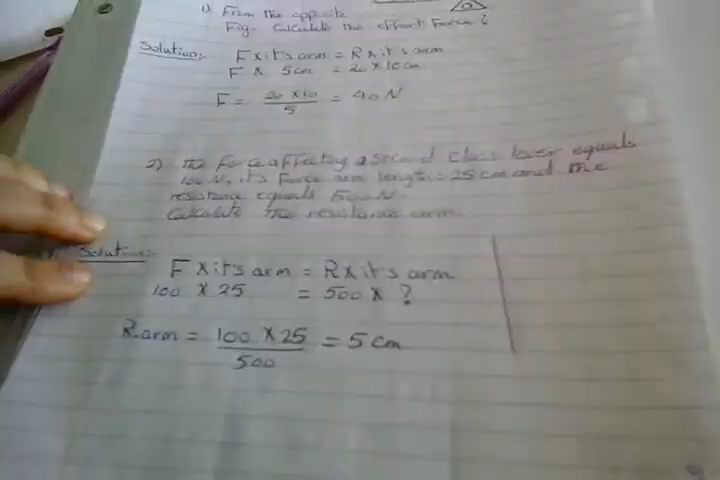 1) From the opposite
Fig. Calculate the effort force?
Solution:
F x it's arm = R x it's arm
F x 5cm = 20 x 10 cm
F = 20 x 10 / 5 = 40 N
2) the force affecting a second class lever equals
100 N, it's force arm length = 25 cm and the
resistance equals 500 N.
Calculate the resistance arm.
Solution:
F x it's arm = R x it's arm
100 x 25 = 500 x ?
R.arm = 100 x 25 / 500 = 5 cm